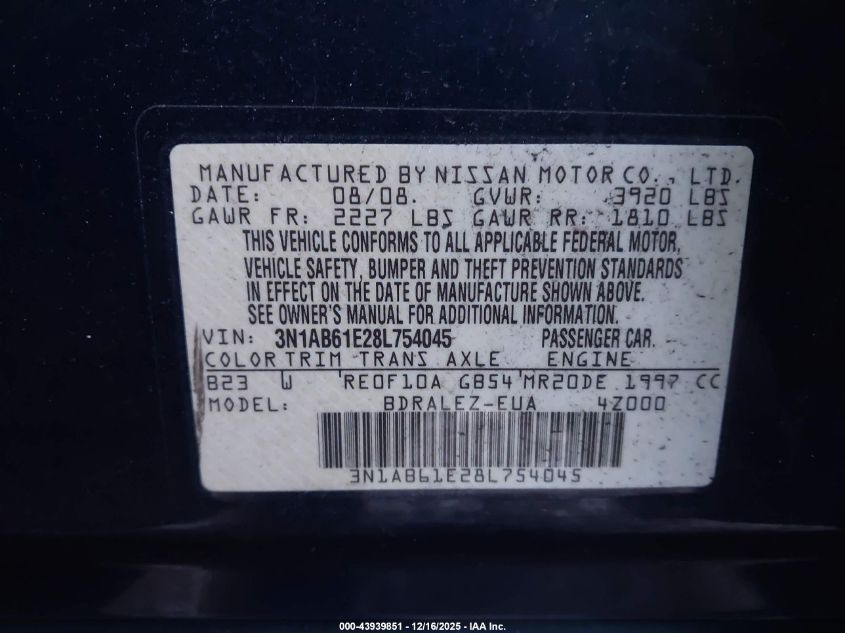 MANUFACTURED BY NISSAN MOTOR CO., LTD.
DATE: 08/08. GVWR: 3920 LBS
GAWR FR: 2227 LBS GAWR RR: 1810 LBS
THIS VEHICLE CONFORMS TO ALL APPLICABLE FEDERAL MOTOR,
VEHICLE SAFETY, BUMPER AND THEFT PREVENTION STANDARDS
IN EFFECT ON THE DATE OF MANUFACTURE SHOWN ABOVE.
SEE OWNER'S MANUAL FOR ADDITIONAL INFORMATION.
VIN: 3N1AB61E28L754045 PASSENGER CAR.
COLOR TRIM TRANS AXLE ENGINE
B23 W RE0F10A GB54 MR20DE 1997 CC
MODEL: BDRALEZ-EUA 4Z000
3N1AB61E28L754045
000-43939851 - 12/16/2025 - IAA Inc.